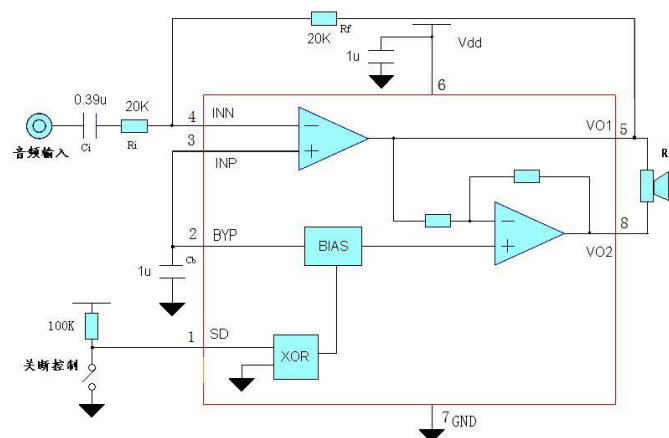 20K
Rf
1u
Vdd
6
0.39u
20K
4
INN
VO1
5
Ci
Ri
3
音频输入
INP
R
2
BYP
BIAS
8
VO2
1u
Cb
100K
1
SD
XOR
关断控制
7
GND